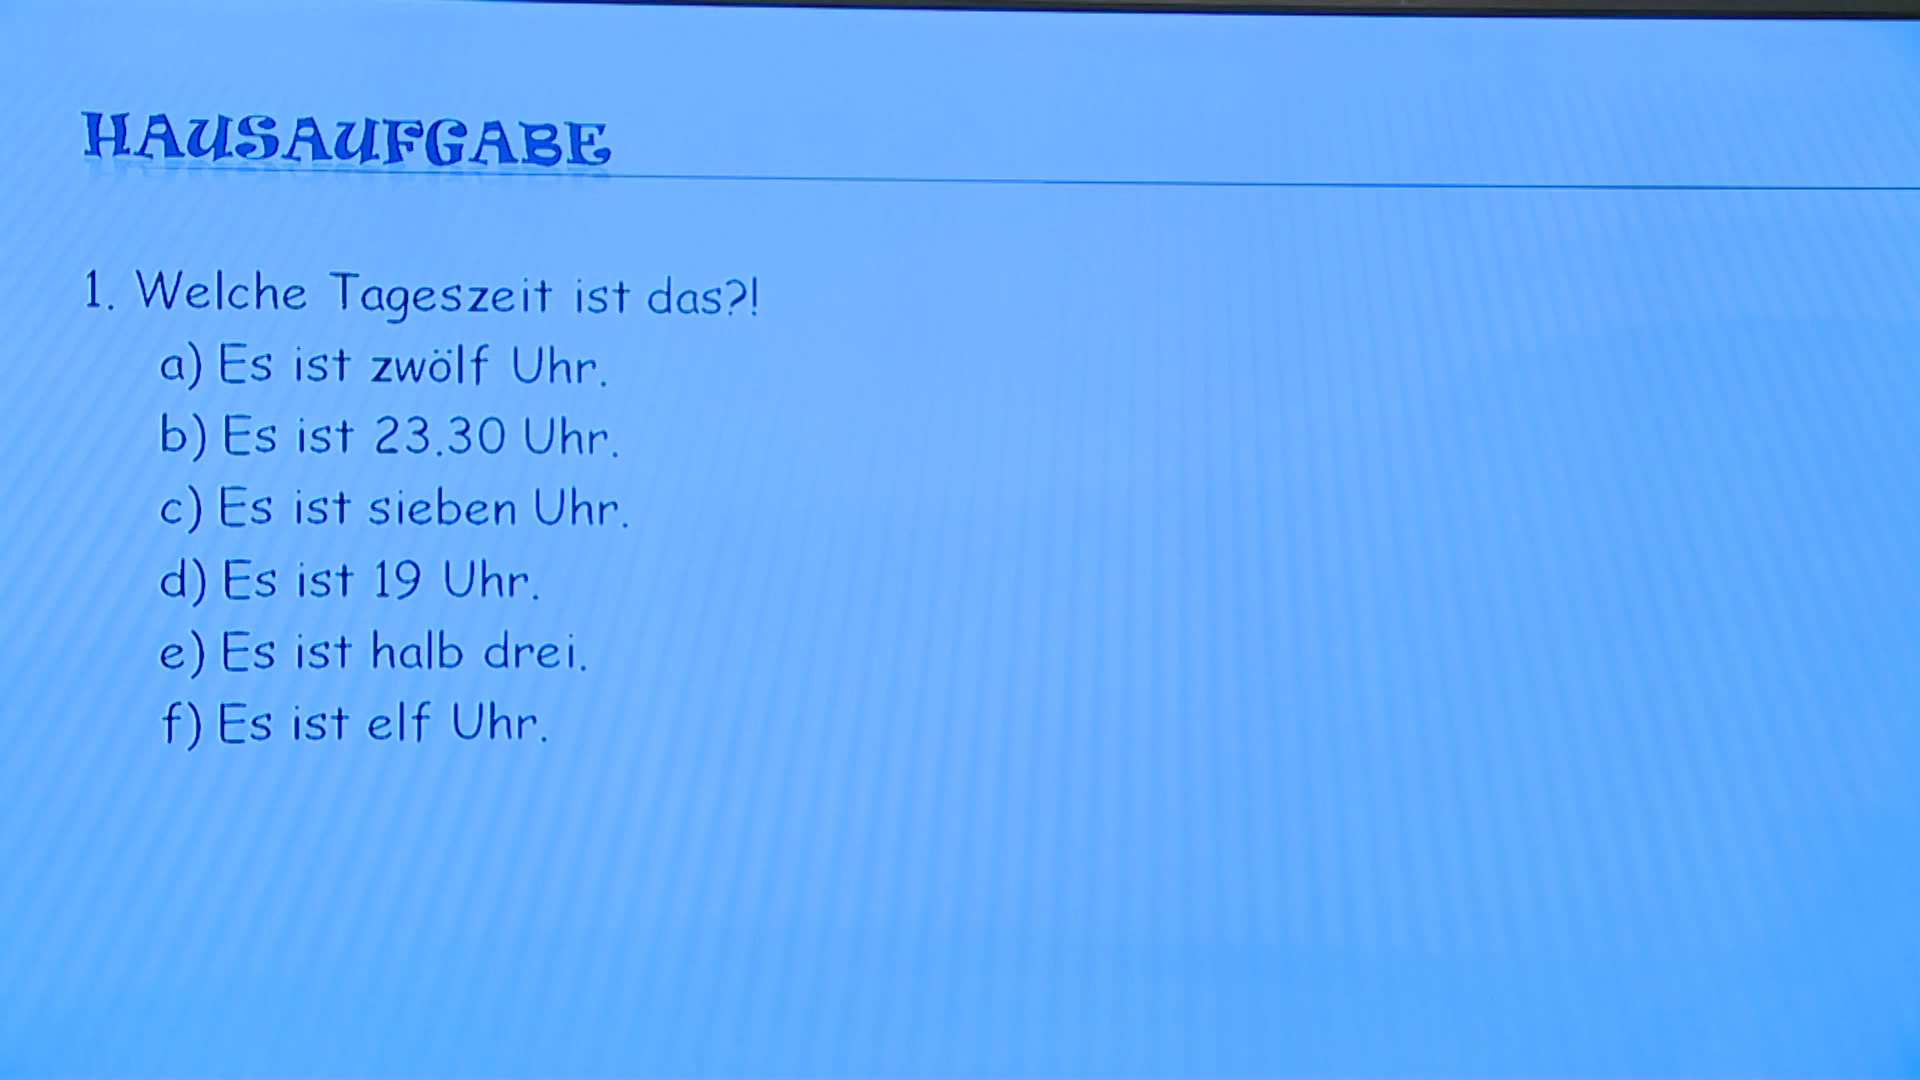 HAUSAUFGABE
1. Welche Tageszeit ist das?!
a) Es ist zwölf Uhr.
b) Es ist 23.30 Uhr.
c) Es ist sieben Uhr.
d) Es ist 19 Uhr.
e) Es ist halb drei.
f) Es ist elf Uhr.